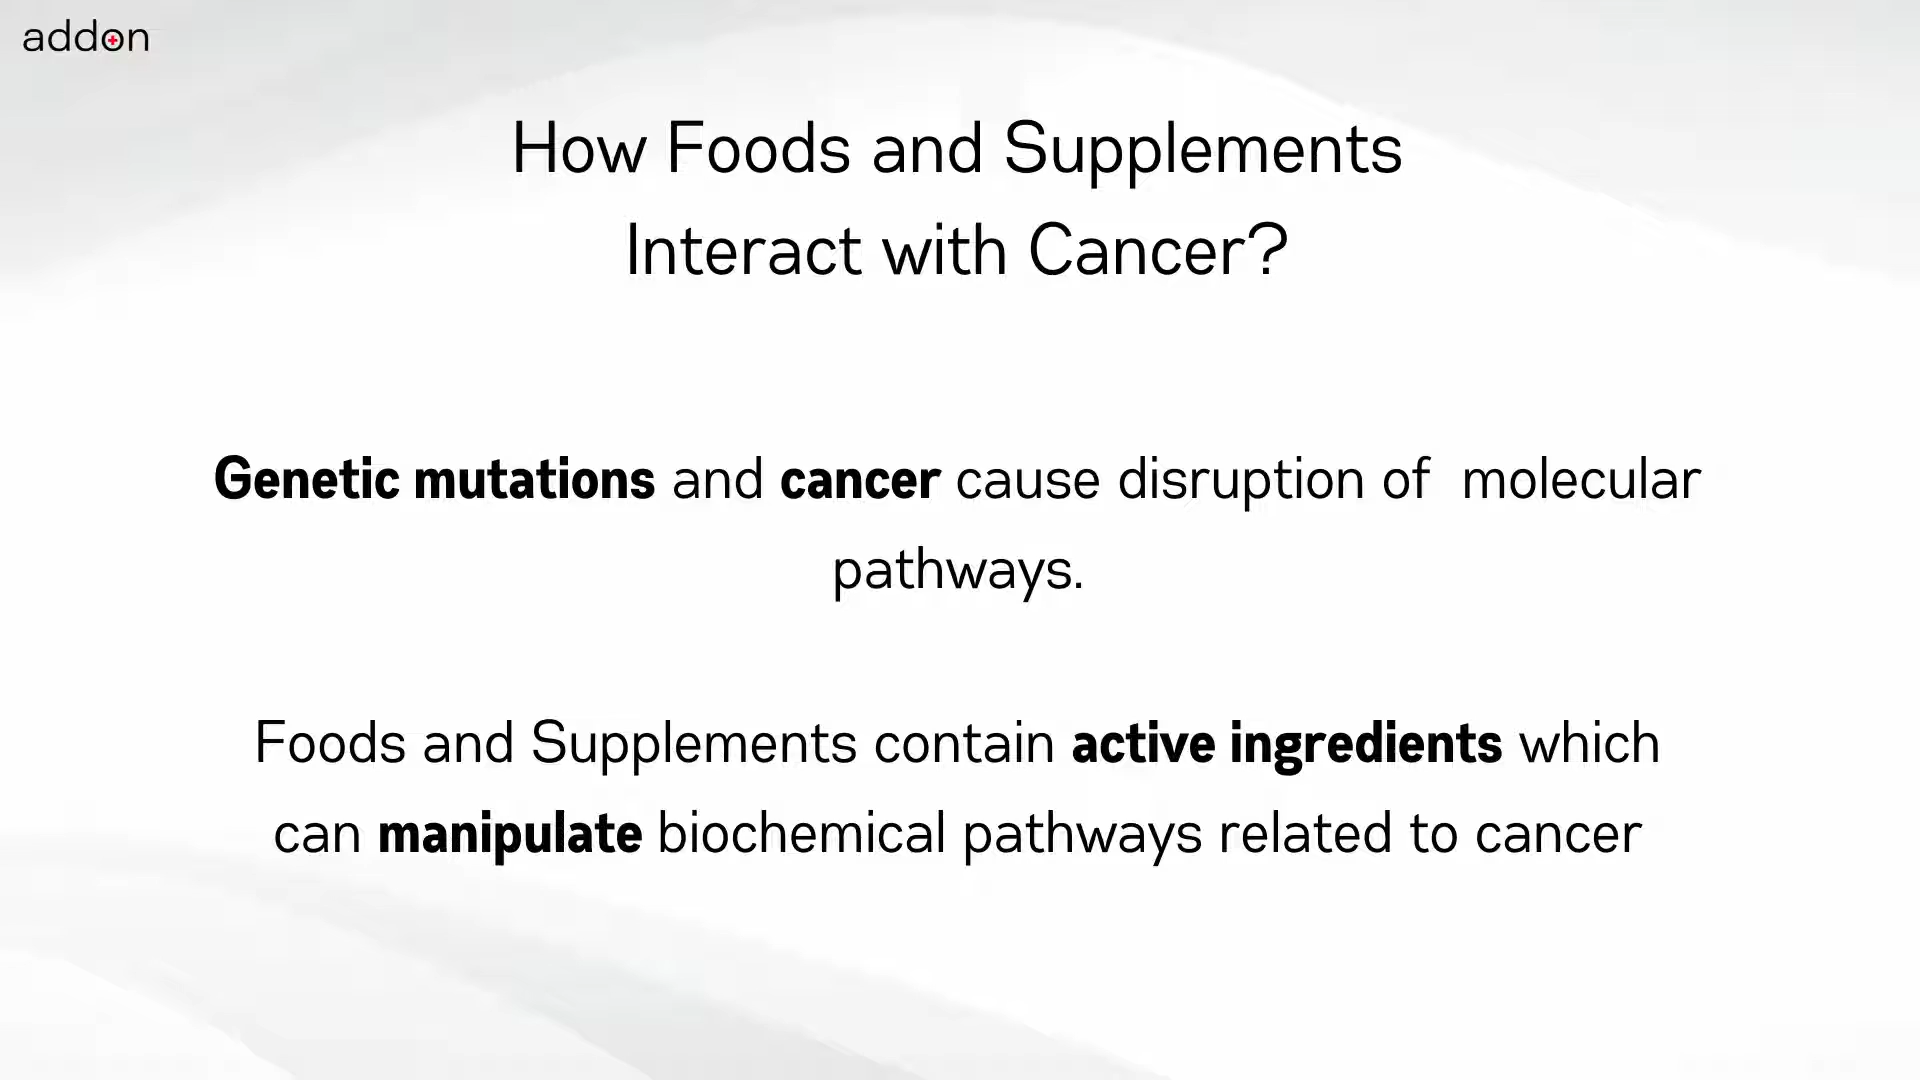 addon
How Foods and Supplements
Interact with Cancer?
Genetic mutations and cancer cause disruption of  molecular
pathways.
Foods and Supplements contain active ingredients which
can manipulate biochemical pathways related to cancer